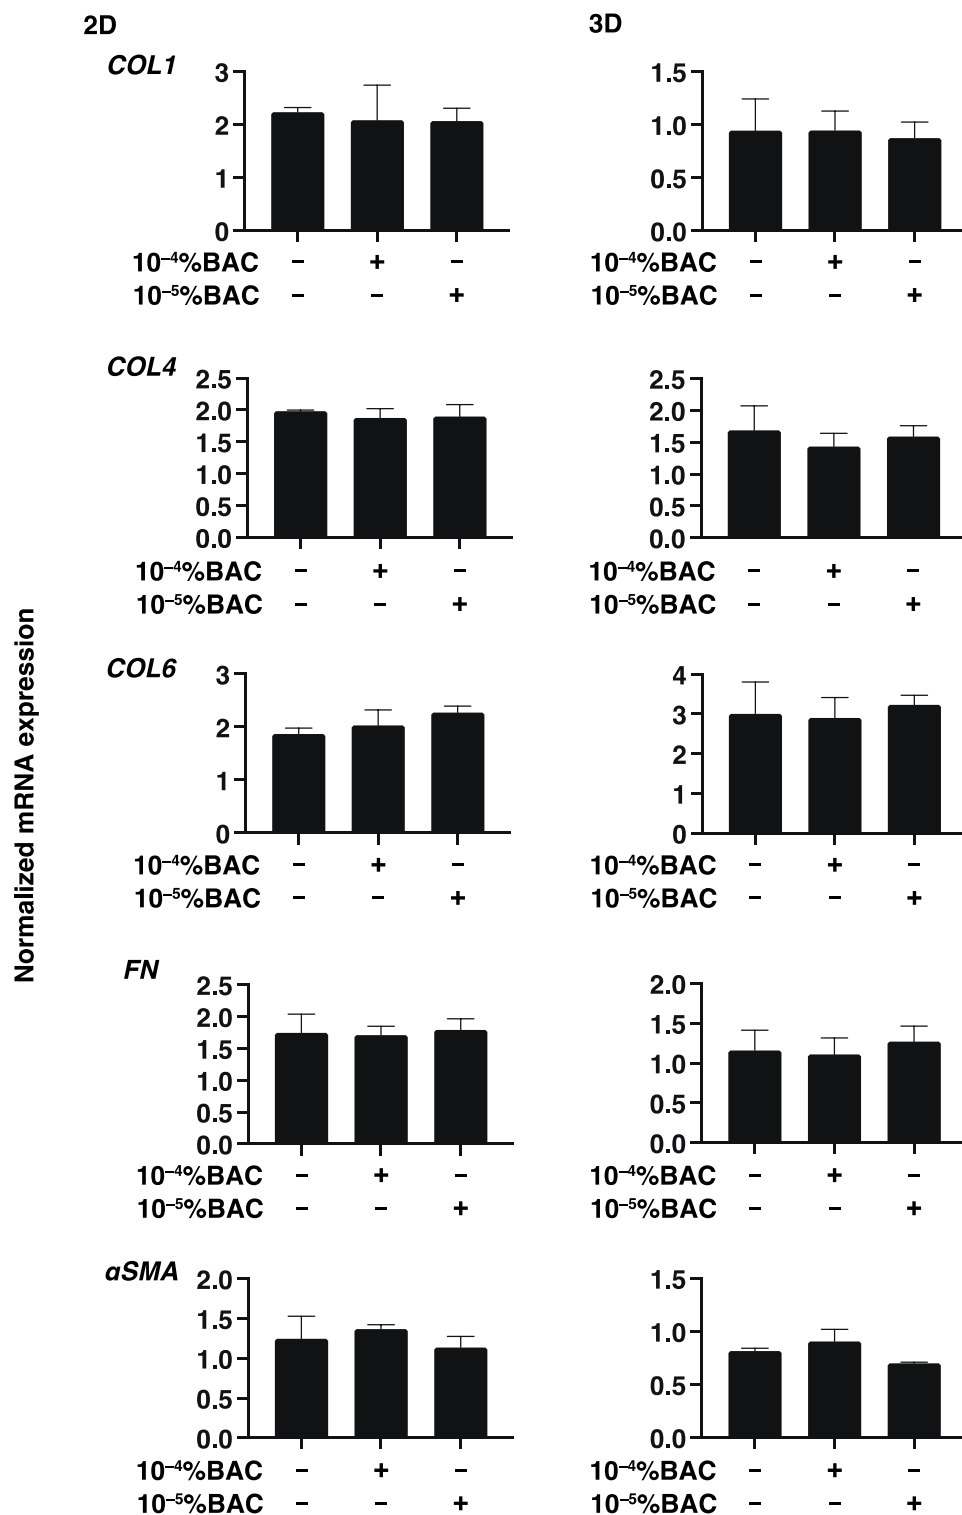 2D 3D
Normalized mRNA expression
COL1
3
2
1
0
1.5
1.0
0.5
0.0
10⁻⁴%BAC – + – 10⁻⁴%BAC – + –
10⁻⁵%BAC – – + 10⁻⁵%BAC – – +
COL4
2.5
2.0
1.5
1.0
0.5
0.0
2.5
2.0
1.5
1.0
0.5
0.0
10⁻⁴%BAC – + – 10⁻⁴%BAC – + –
10⁻⁵%BAC – – + 10⁻⁵%BAC – – +
COL6
3
2
1
0
4
3
2
1
0
10⁻⁴%BAC – + – 10⁻⁴%BAC – + –
10⁻⁵%BAC – – + 10⁻⁵%BAC – – +
FN
2.5
2.0
1.5
1.0
0.5
0.0
2.0
1.5
1.0
0.5
0.0
10⁻⁴%BAC – + – 10⁻⁴%BAC – + –
10⁻⁵%BAC – – + 10⁻⁵%BAC – – +
αSMA
2.0
1.5
1.0
0.5
0.0
1.5
1.0
0.5
0.0
10⁻⁴%BAC – + – 10⁻⁴%BAC – + –
10⁻⁵%BAC – – + 10⁻⁵%BAC – – +